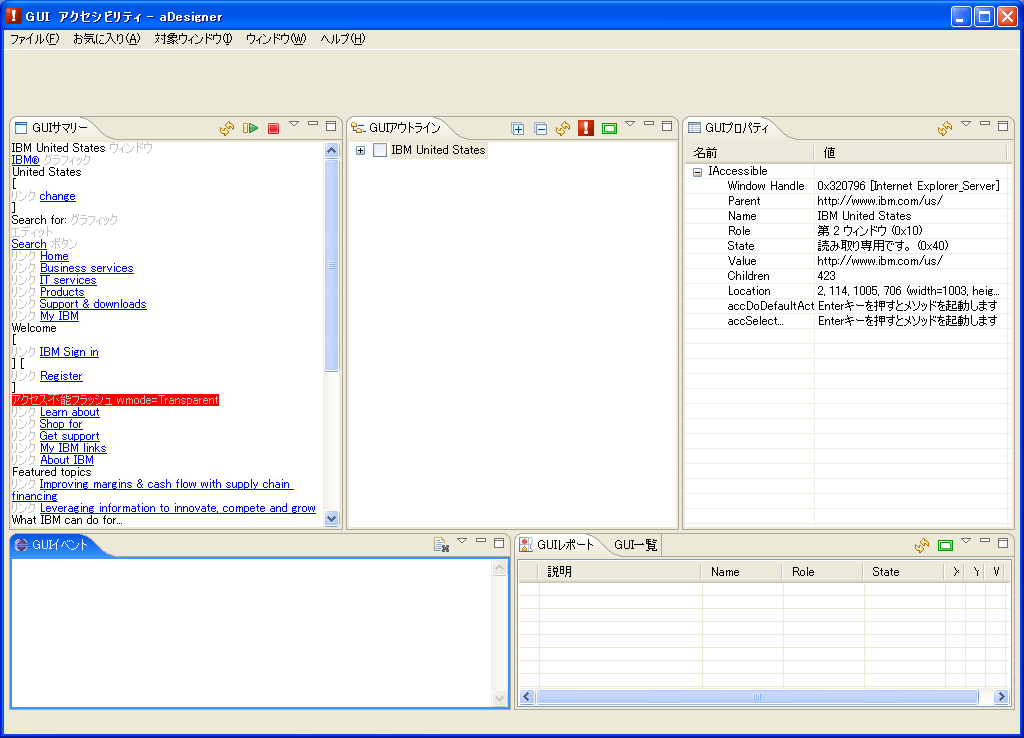 GUI アクセシビリティ - aDesigner
ファイル(F) お気に入り(A) 対象ウィンドウ(I) ウィンドウ(W) ヘルプ(H)
GUIサマリー
IBM United States ウィンドウ
IBM® グラフィック
United States
[
リンク change
]
Search for: グラフィック
エディット
Search ボタン
リンク Home
リンク Business services
リンク IT services
リンク Products
リンク Support & downloads
リンク My IBM
Welcome
[
リンク IBM Sign in
] [
リンク Register
]
アクセス不能フラッシュ wmode=Transparent
リンク Learn about
リンク Shop for
リンク Get support
リンク My IBM links
リンク About IBM
Featured topics
リンク Improving margins & cash flow with supply chain
financing
リンク Leveraging information to innovate, compete and grow
What IBM can do for...
GUIアウトライン
IBM United States
GUIプロパティ
名前 値
IAccessible
Window Handle 0x320796 [Internet Explorer_Server]
Parent http://www.ibm.com/us/
Name IBM United States
Role 第 2 ウィンドウ (0x10)
State 読み取り専用です。 (0x40)
Value http://www.ibm.com/us/
Children 423
Location 2, 114, 1005, 706 (width=1003, heig...
accDoDefaultAct Enterキーを押すとメソッドを起動します
accSelect... Enterキーを押すとメソッドを起動します
GUIイベント
GUIレポート GUI一覧
説明 Name Role State X Y W